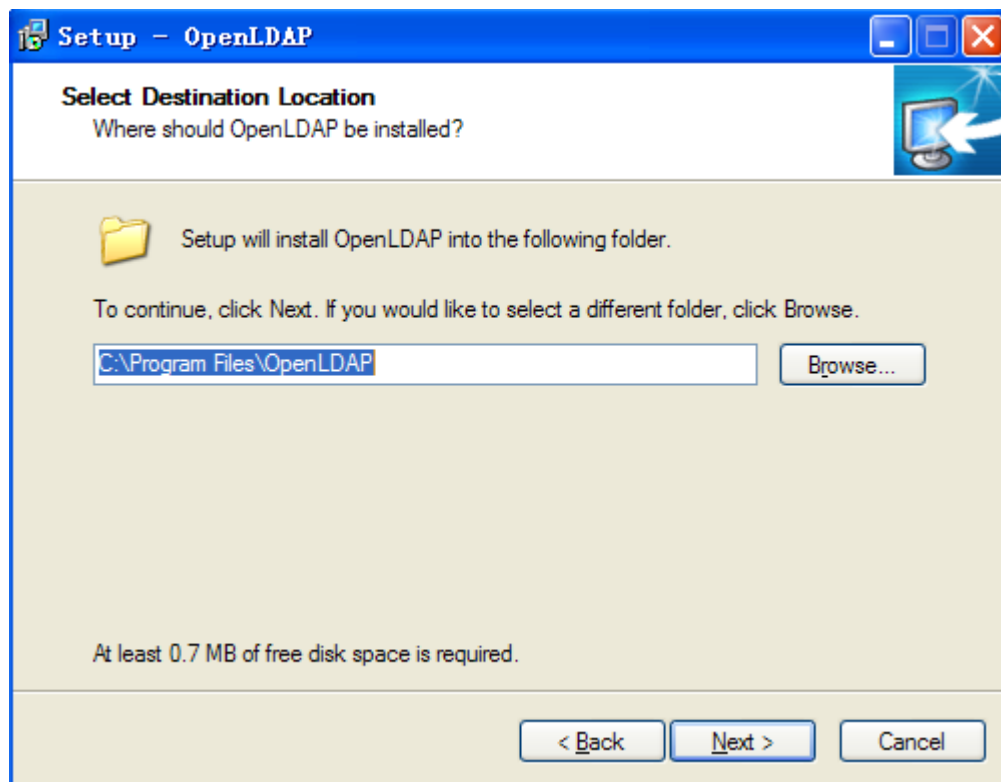 Setup - OpenLDAP
Select Destination Location
Where should OpenLDAP be installed?
Setup will install OpenLDAP into the following folder.
To continue, click Next. If you would like to select a different folder, click Browse.
C:\Program Files\OpenLDAP
Browse...
At least 0.7 MB of free disk space is required.
< Back
Next >
Cancel